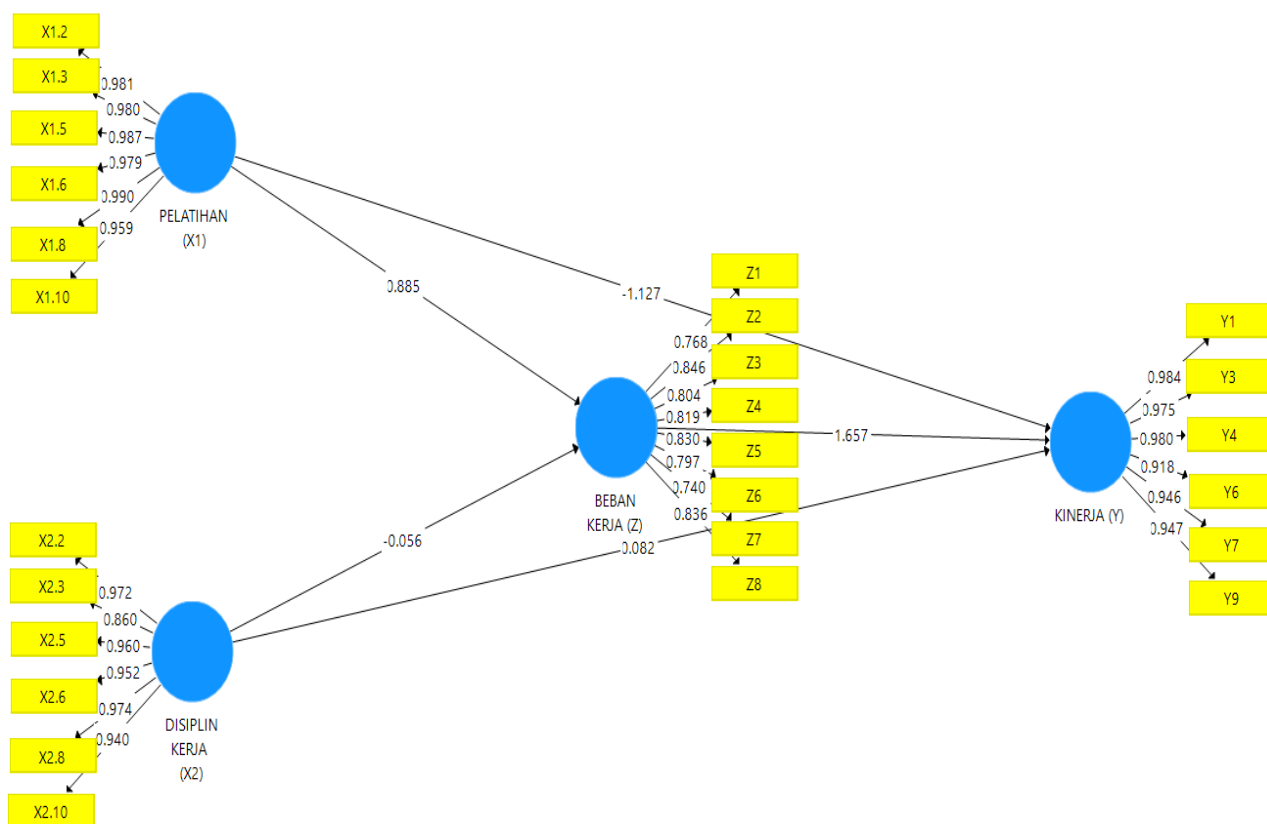 X1.2
X1.3
X1.5
X1.6
X1.8
X1.10
0.981
0.980
0.987
0.979
0.990
0.959
PELATIHAN
(X1)
0.885
-1.127
Z1
Z2
Z3
Z4
Z5
Z6
Z7
Z8
0.768
0.846
0.804
0.819
0.830
0.797
0.740
0.836
BEBAN
KERJA (Z)
1.657
Y1
Y3
Y4
Y6
Y7
Y9
0.984
0.975
0.980
0.918
0.946
0.947
KINERJA (Y)
-0.056
0.082
X2.2
X2.3
X2.5
X2.6
X2.8
X2.10
0.972
0.860
0.960
0.952
0.974
0.940
DISIPLIN
KERJA
(X2)